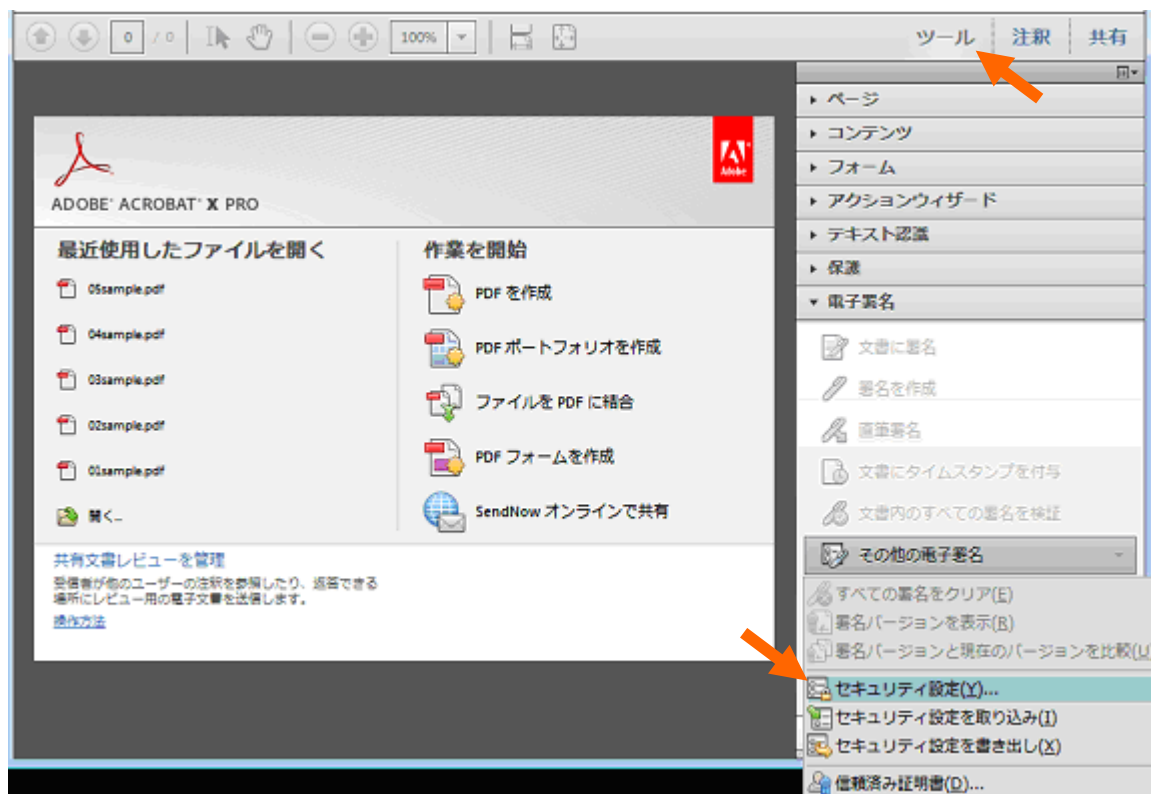 0 / 0 100% ツール 注釈 共有
ページ
コンテンツ
フォーム
アクションウィザード
テキスト認識
保護
電子署名
文書に署名
署名を作成
直筆署名
文書にタイムスタンプを付与
文書内のすべての署名を検証
その他の電子署名
すべての署名をクリア(E)
署名バージョンを表示(R)
署名バージョンと現在のバージョンを比較(U
セキュリティ設定(Y)...
セキュリティ設定を取り込み(I)
セキュリティ設定を書き出し(X)
信頼済み証明書(D)...
Adobe
ADOBE® ACROBAT® X PRO
最近使用したファイルを開く
05sample.pdf
04sample.pdf
03sample.pdf
02sample.pdf
01sample.pdf
開く...
作業を開始
PDF を作成
PDF ポートフォリオを作成
ファイルを PDF に結合
PDF フォームを作成
SendNow オンラインで共有
共有文書レビューを管理
受信者が他のユーザーの注釈を参照したり、返答できる
場所にレビュー用の電子文書を送信します。
操作方法